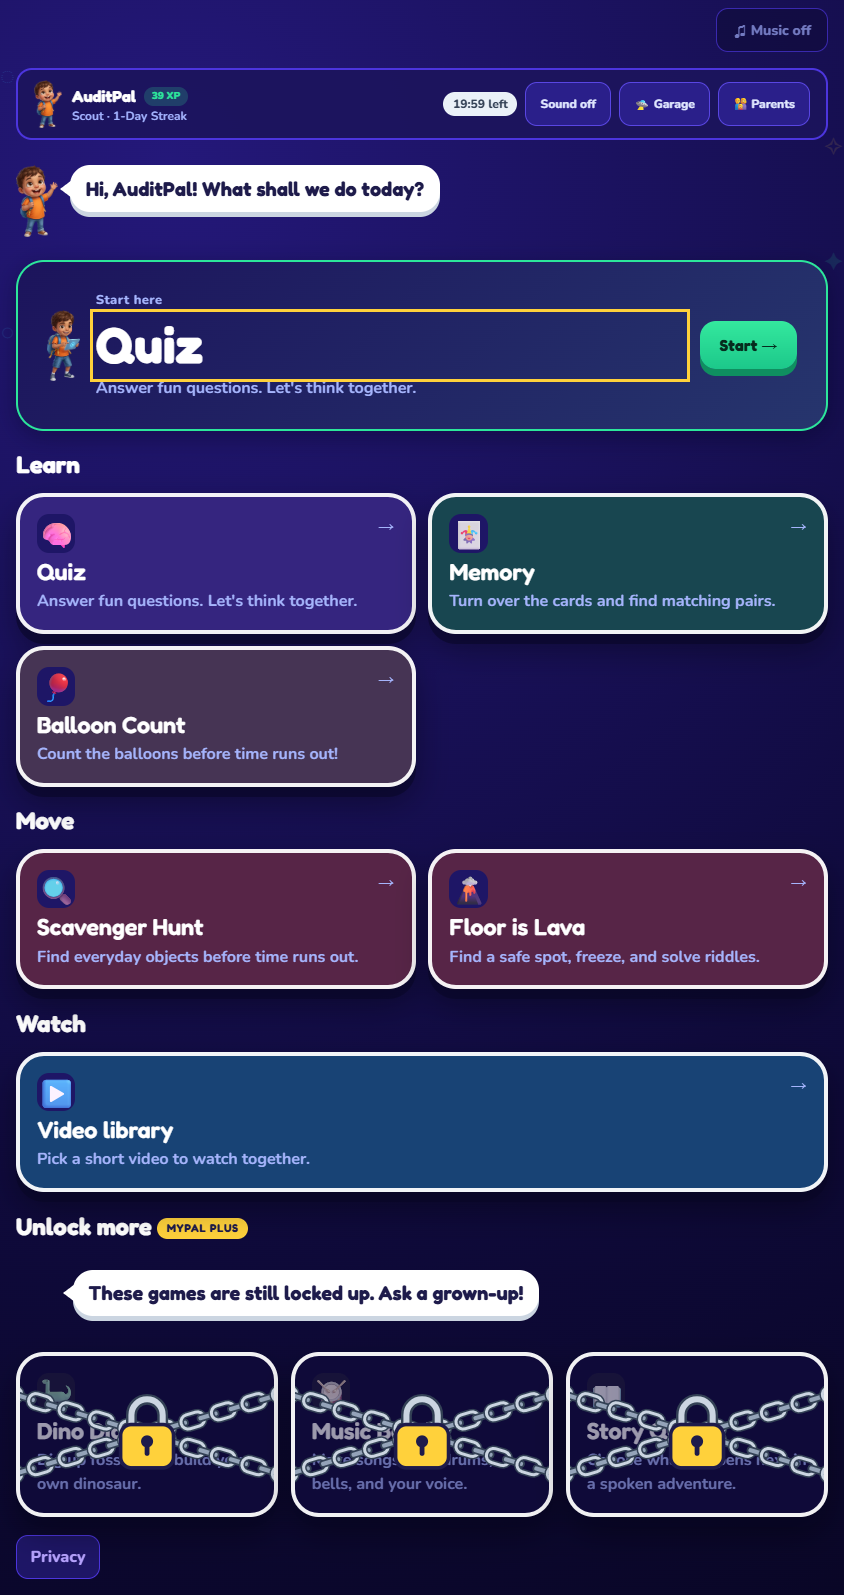 ♫ Music off
AuditPal 39 XP
Scout · 1-Day Streak
19:59 left
Sound off
Garage
Parents
Hi, AuditPal! What shall we do today?
Start here
Quiz
Answer fun questions. Let's think together.
Start →
Learn
→
Quiz
Answer fun questions. Let's think together.
→
Memory
Turn over the cards and find matching pairs.
→
Balloon Count
Count the balloons before time runs out!
Move
→
Scavenger Hunt
Find everyday objects before time runs out.
→
Floor is Lava
Find a safe spot, freeze, and solve riddles.
Watch
→
Video library
Pick a short video to watch together.
Unlock more MYPAL PLUS
These games are still locked up. Ask a grown-up!
Dino
own dinosaur.
Music
bells, and your voice.
Story
a spoken adventure.
Privacy